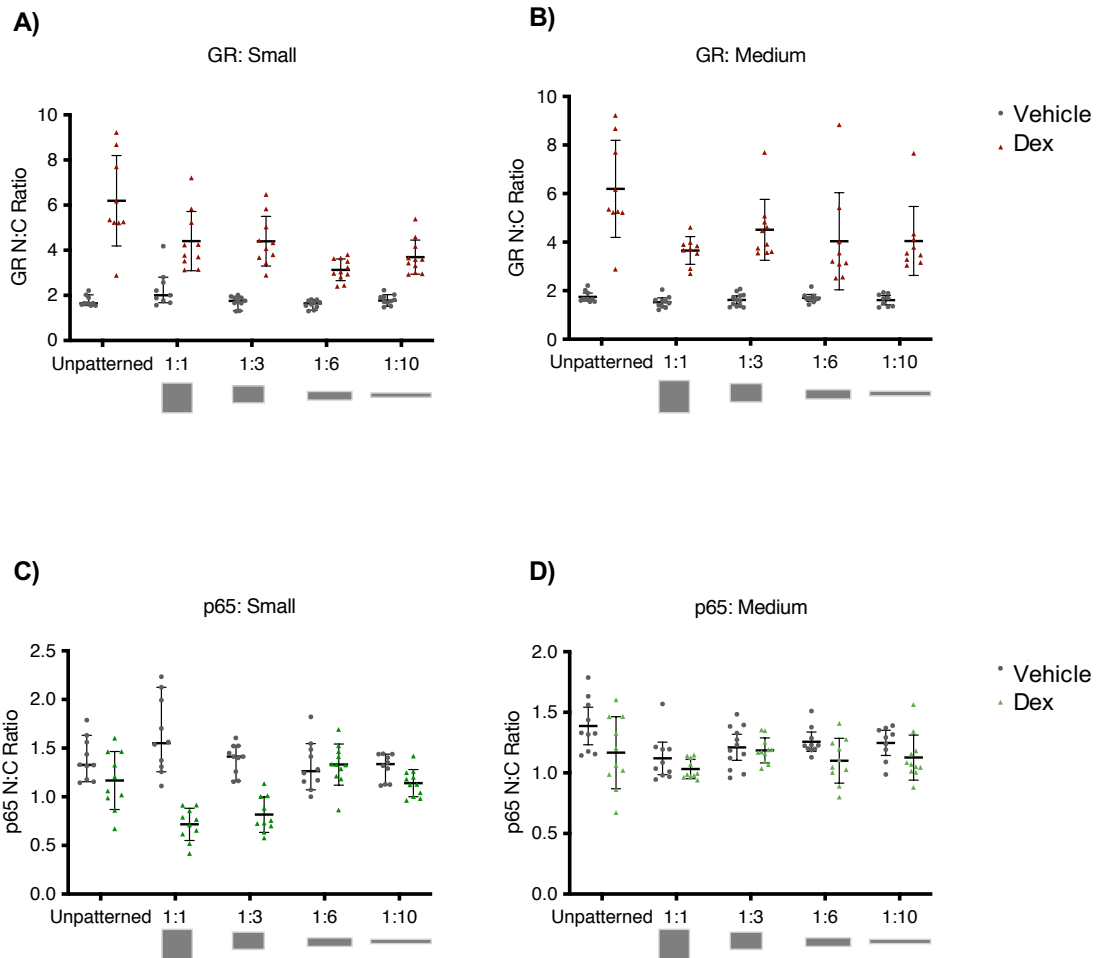 A)
GR: Small
GR N:C Ratio
10
8
6
4
2
0
Unpatterned 1:1 1:3 1:6 1:10
B)
GR: Medium
GR N:C Ratio
10
8
6
4
2
0
Unpatterned 1:1 1:3 1:6 1:10
Vehicle
Dex
C)
p65: Small
p65 N:C Ratio
2.5
2.0
1.5
1.0
0.5
0.0
Unpatterned 1:1 1:3 1:6 1:10
D)
p65: Medium
p65 N:C Ratio
2.0
1.5
1.0
0.5
0.0
Unpatterned 1:1 1:3 1:6 1:10
Vehicle
Dex